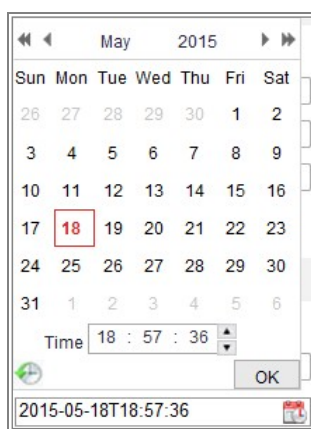 May 2015
Sun Mon Tue Wed Thu Fri Sat
26 27 28 29 30 1 2
3 4 5 6 7 8 9
10 11 12 13 14 15 16
17 18 19 20 21 22 23
24 25 26 27 28 29 30
31 1 2 3 4 5 6
Time 18 : 57 : 36
OK
2015-05-18T18:57:36